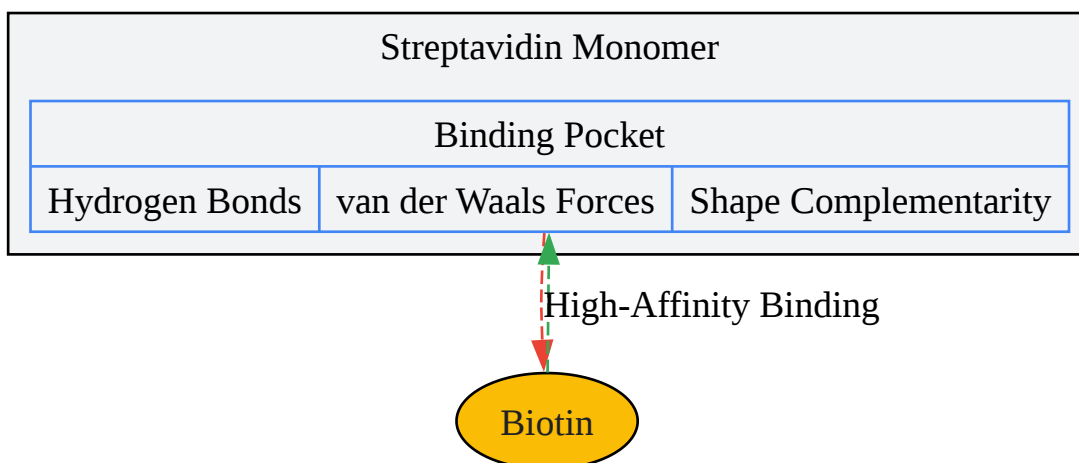 Streptavidin Monomer
Binding Pocket
Hydrogen Bonds
van der Waals Forces
Shape Complementarity
High-Affinity Binding
Biotin